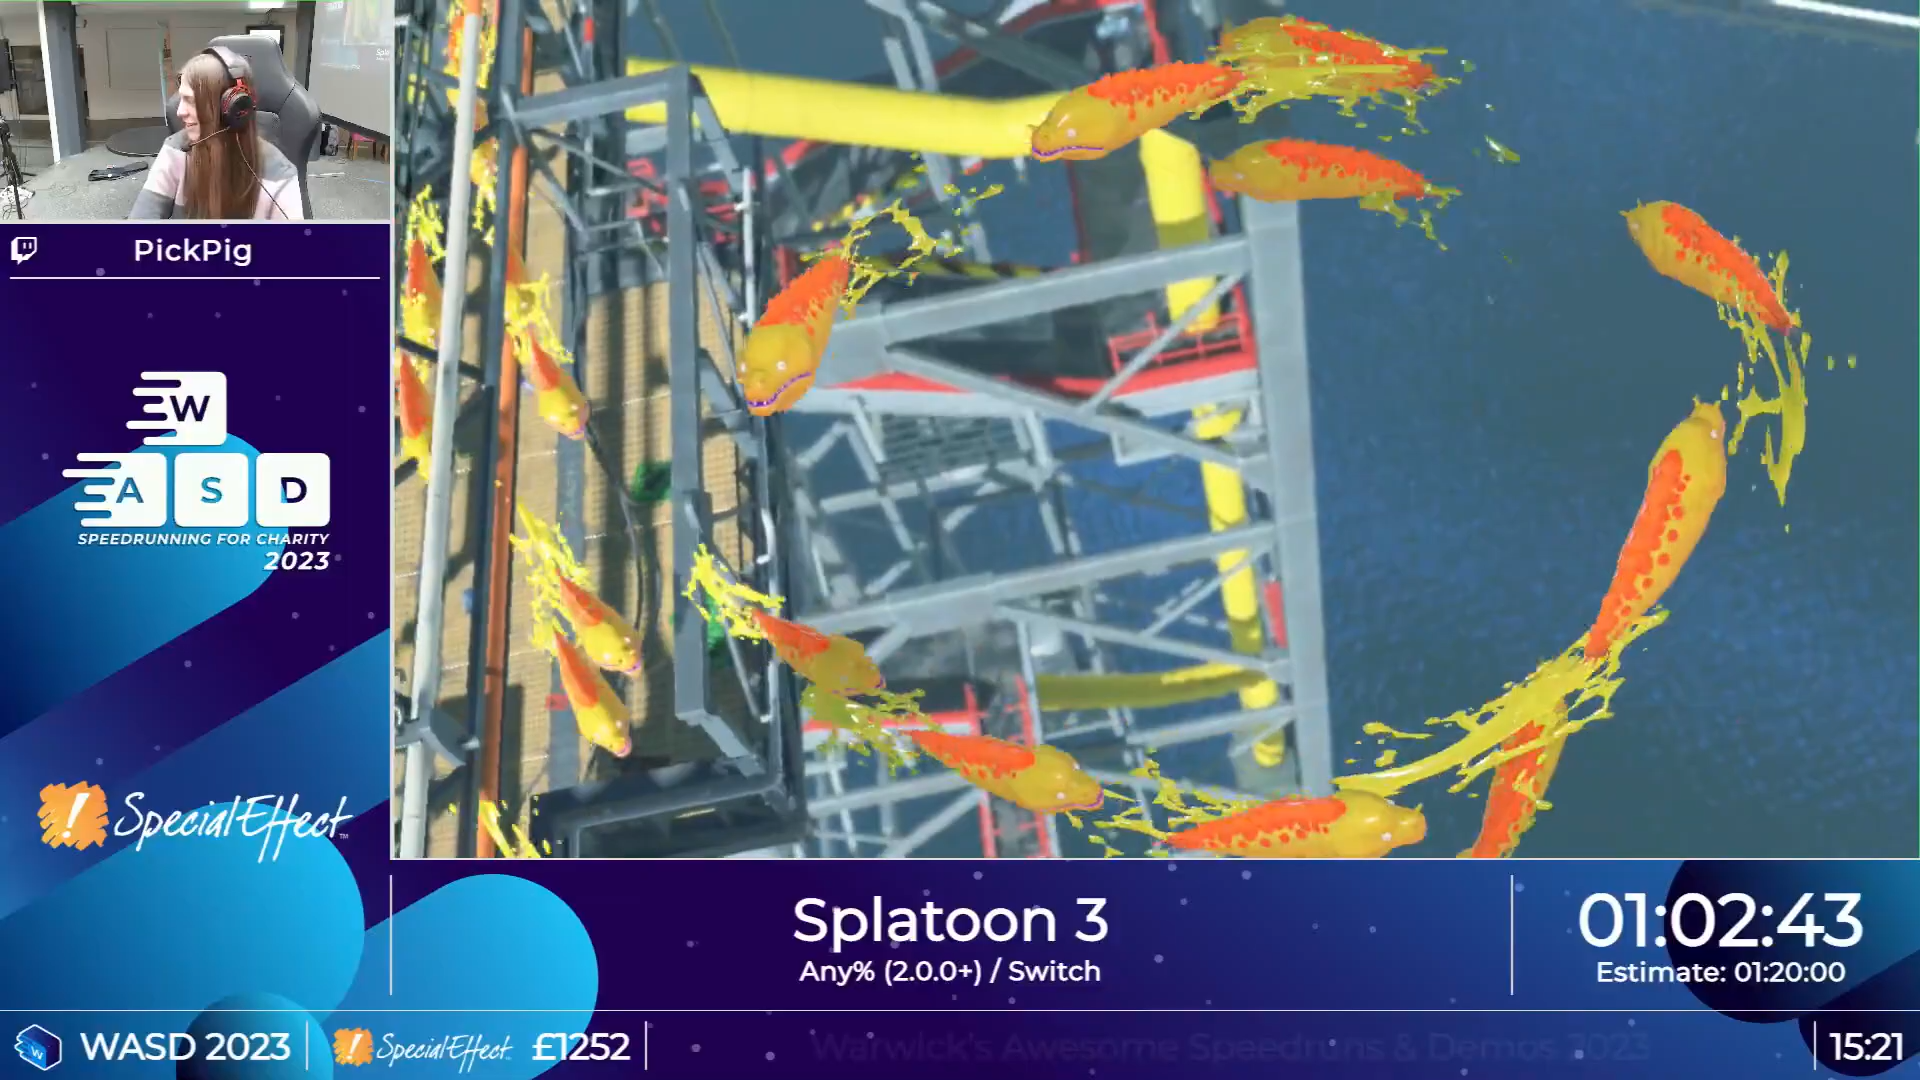 PickPig
W
A S D
SPEEDRUNNING FOR CHARITY
2023
! SpecialEffect™
Splatoon 3
Any% (2.0.0+) / Switch
01:02:43
Estimate: 01:20:00
WASD 2023
! SpecialEffect £1252
Warwick's Awesome Speedruns & Demos 2023
15:21